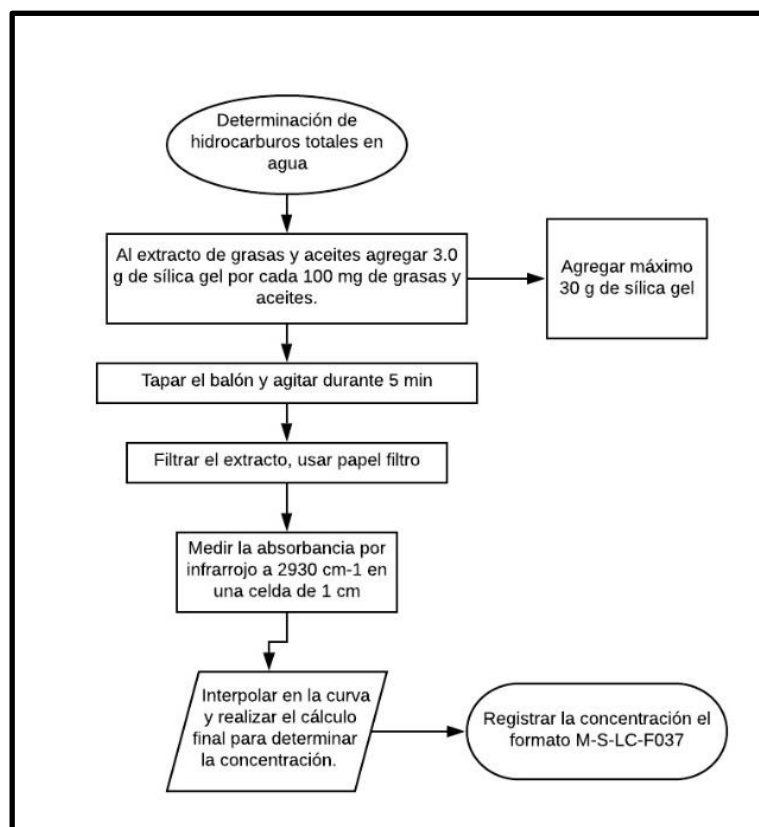 Determinación de
hidrocarburos totales en
agua
Al extracto de grasas y aceites agregar 3.0
g de sílica gel por cada 100 mg de grasas y
aceites.
Agregar máximo
30 g de sílica gel
Tapar el balón y agitar durante 5 min
Filtrar el extracto, usar papel filtro
Medir la absorbancia por
infrarrojo a 2930 cm-1 en
una celda de 1 cm
Interpolar en la curva
y realizar el cálculo
final para determinar
la concentración.
Registrar la concentración el
formato M-S-LC-F037